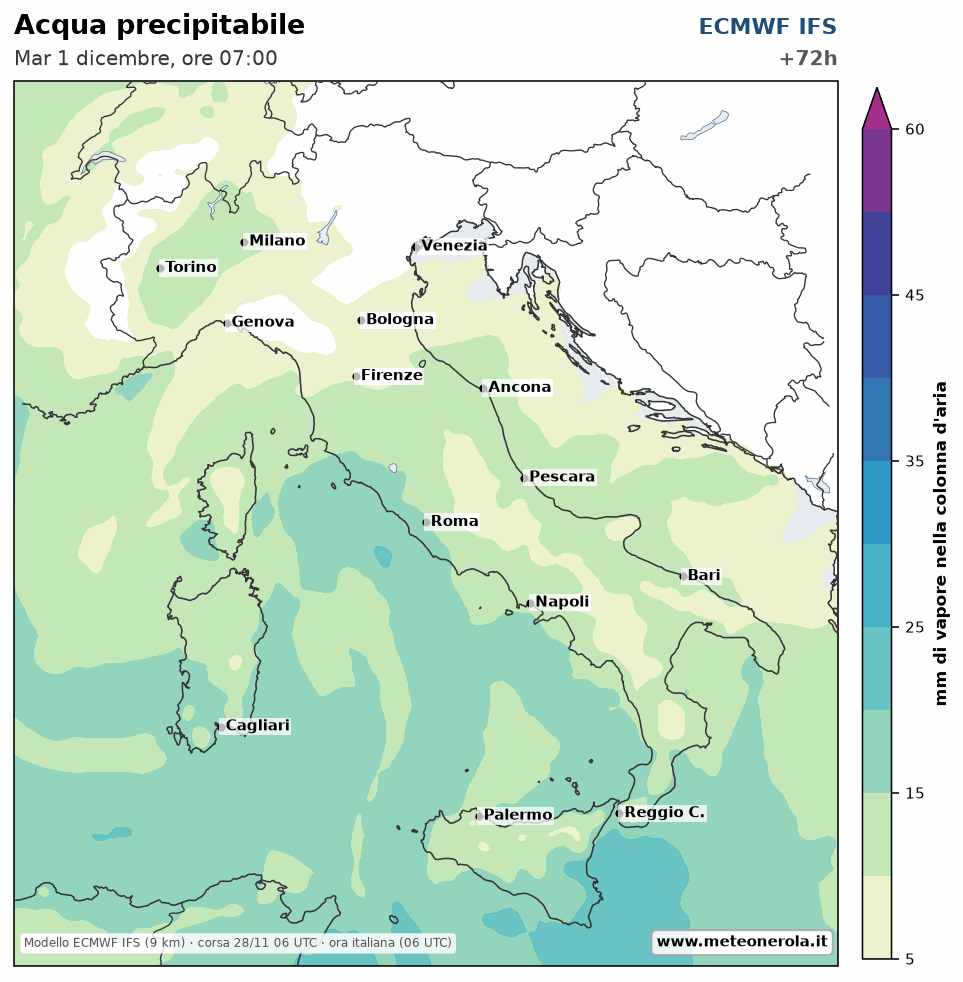 Acqua precipitabile
ECMWF IFS
Mar 1 dicembre, ore 07:00
+72h
60
Milano
Venezia
Torino
45
Genova
Bologna
Firenze
Ancona
35
Pescara
Roma
Bari
Napoli
25
Cagliari
15
Palermo
Reggio C.
5
mm di vapore nella colonna d'aria
Modello ECMWF IFS (9 km) · corsa 28/11 06 UTC · ora italiana (06 UTC)
www.meteonerola.it